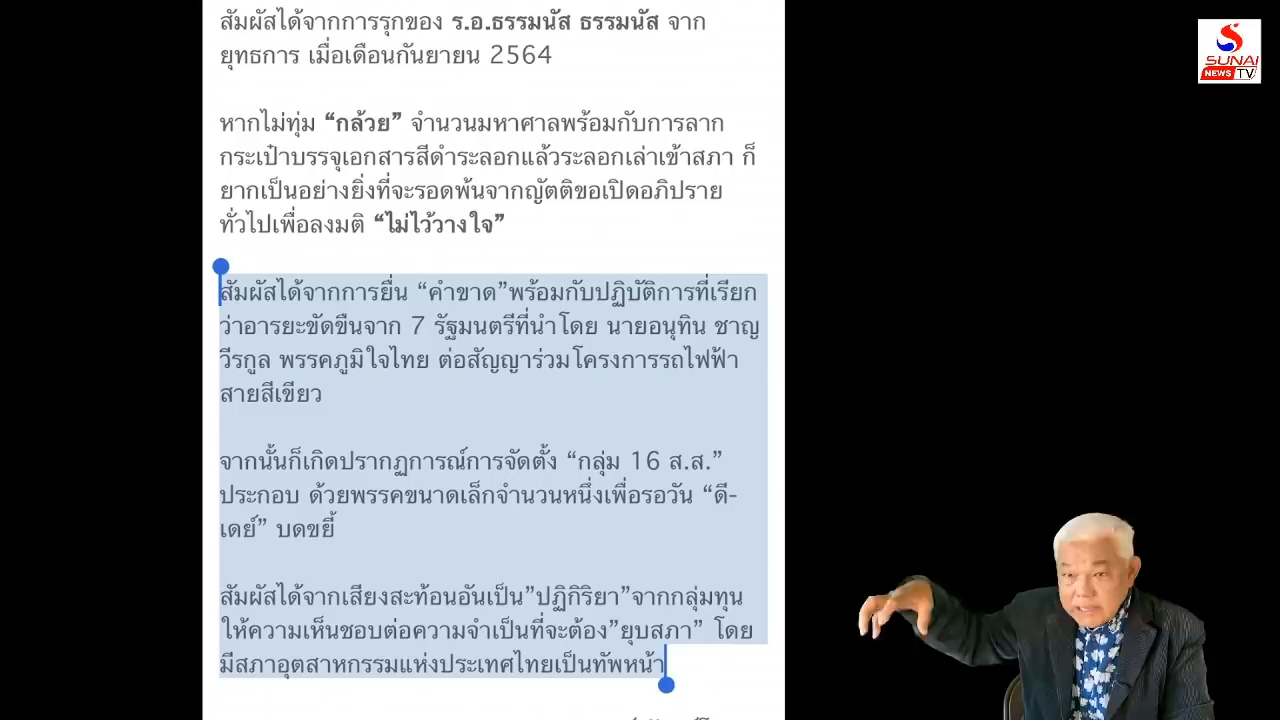 สัมผัสได้จากการรุกของ ร.อ.ธรรมนัส ธรรมนัส จาก
ยุทธการ เมื่อเดือนกันยายน 2564
หากไม่ทุ่ม “กล้วย” จำนวนมหาศาลพร้อมกับการลาก
กระเป๋าบรรจุเอกสารสีดำระลอกแล้วระลอกเล่าเข้าสภา ก็
ยากเป็นอย่างยิ่งที่จะรอดพ้นจากญัตติขอเปิดอภิปราย
ทั่วไปเพื่อลงมติ “ไม่ไว้วางใจ”
สัมผัสได้จากการยื่น “คำขาด”พร้อมกับปฏิบัติการที่เรียก
ว่าอารยะขัดขืนจาก 7 รัฐมนตรีที่นำโดย นายอนุทิน ชาญ
วีรกูล พรรคภูมิใจไทย ต่อสัญญาร่วมโครงการรถไฟฟ้า
สายสีเขียว
จากนั้นก็เกิดปรากฏการณ์การจัดตั้ง “กลุ่ม 16 ส.ส.”
ประกอบ ด้วยพรรคขนาดเล็กจำนวนหนึ่งเพื่อรอวัน “ดี-
เดย์” บดขยี้
สัมผัสได้จากเสียงสะท้อนอันเป็น”ปฏิกิริยา”จากกลุ่มทุน
ให้ความเห็นชอบต่อความจำเป็นที่จะต้อง”ยุบสภา” โดย
มีสภาอุตสาหกรรมแห่งประเทศไทยเป็นทัพหน้า
SUNAI
NEWS TV